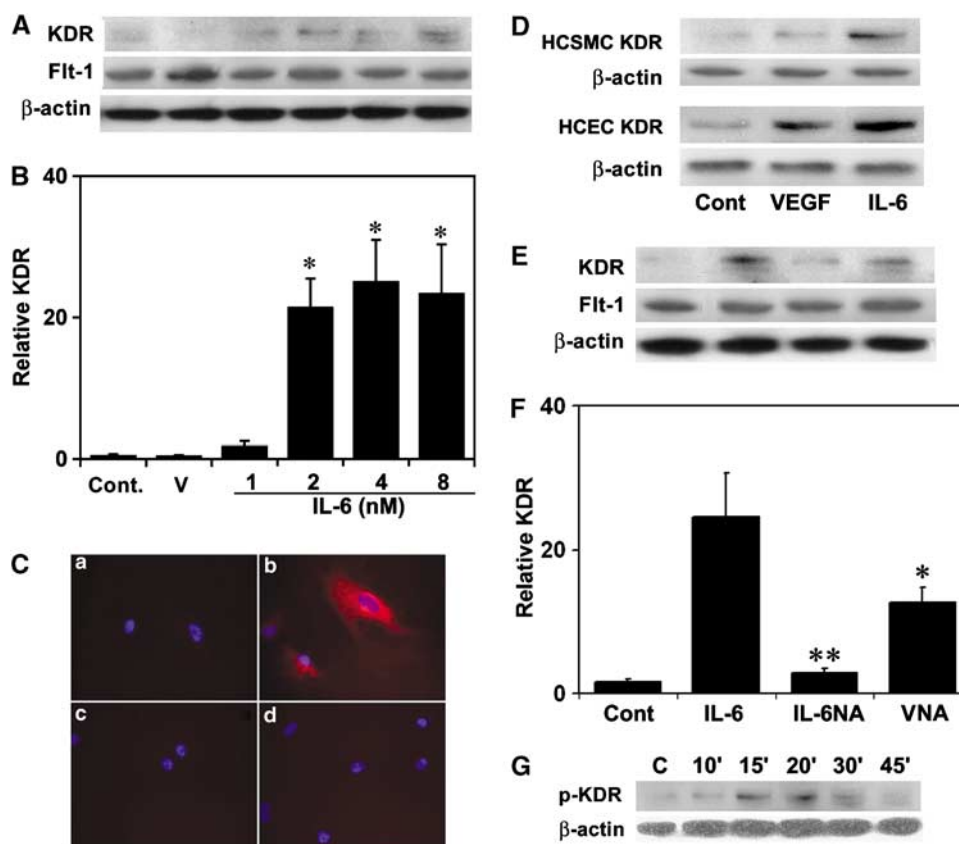 A
KDR
Flt-1
β-actin
B
40
20
0
Relative KDR
Cont. V 1 2 4 8
IL-6 (nM)
* * *
C
a b
c d
D
HCSMC KDR
β-actin
HCEC KDR
β-actin
Cont VEGF IL-6
E
KDR
Flt-1
β-actin
F
40
20
0
Relative KDR
** *
Cont IL-6 IL-6NA VNA
G
C 10' 15' 20' 30' 45'
p-KDR
β-actin